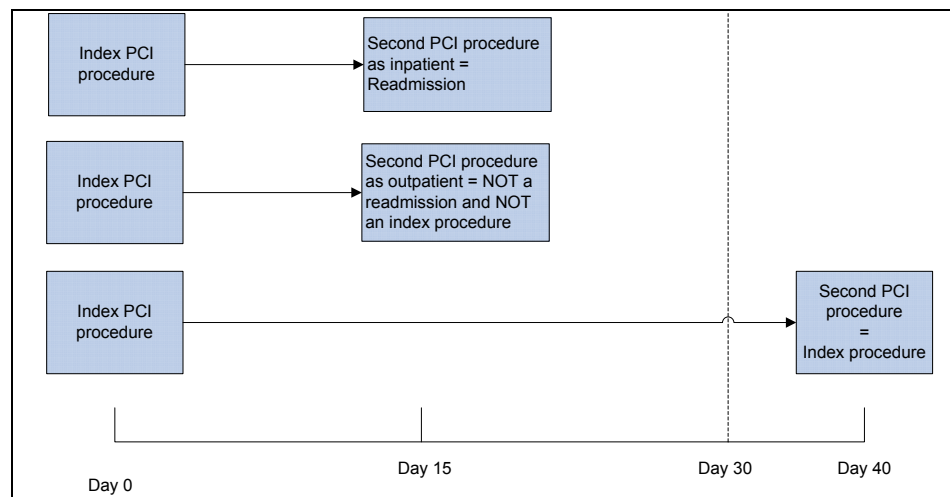 Index PCI
procedure
Second PCI procedure
as inpatient =
Readmission
Index PCI
procedure
Second PCI procedure
as outpatient = NOT a
readmission and NOT
an index procedure
Index PCI
procedure
Second PCI
procedure
=
Index procedure
Day 0
Day 15
Day 30
Day 40